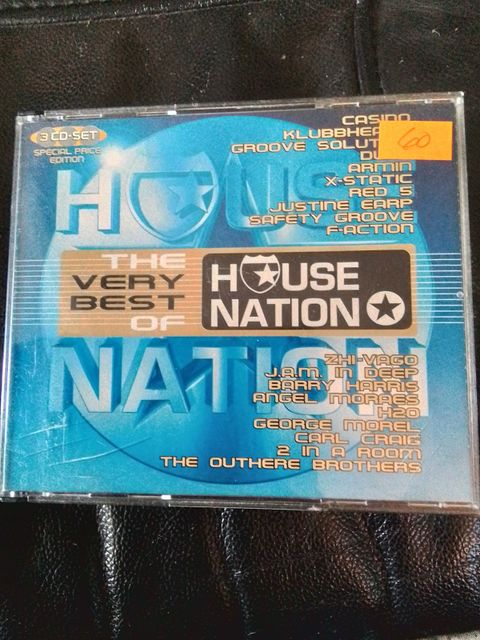 3 CD-SET
SPECIAL PRICE
EDITION
CASINO
GROOVE
ARMIN
X-STATIC
RED 5
JUSTINE EARP
SAFETY GROOVE
F-ACTION
60
HOUSE
THE
VERY
BEST
OF
HOUSE
NATION
NATION
ZHI-VAGO
J.A.M. IN DEEP
BARRY HARRIS
ANGEL MORAES
H2O
GEORGE MOREL
CARL CRAIG
2 IN A ROOM
THE OUTHERE BROTHERS